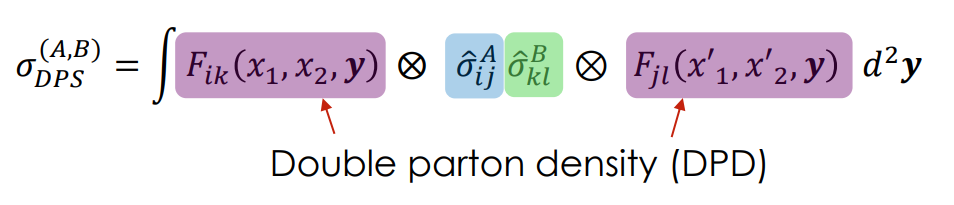 σ_{DPS}^{(A,B)} = ∫ F_{ik}(x_1, x_2, 𝒚) ⊗ σ̂_{ij}^A σ̂_{kl}^B ⊗ F_{jl}(x'_1, x'_2, 𝒚) d^2𝒚
Double parton density (DPD)